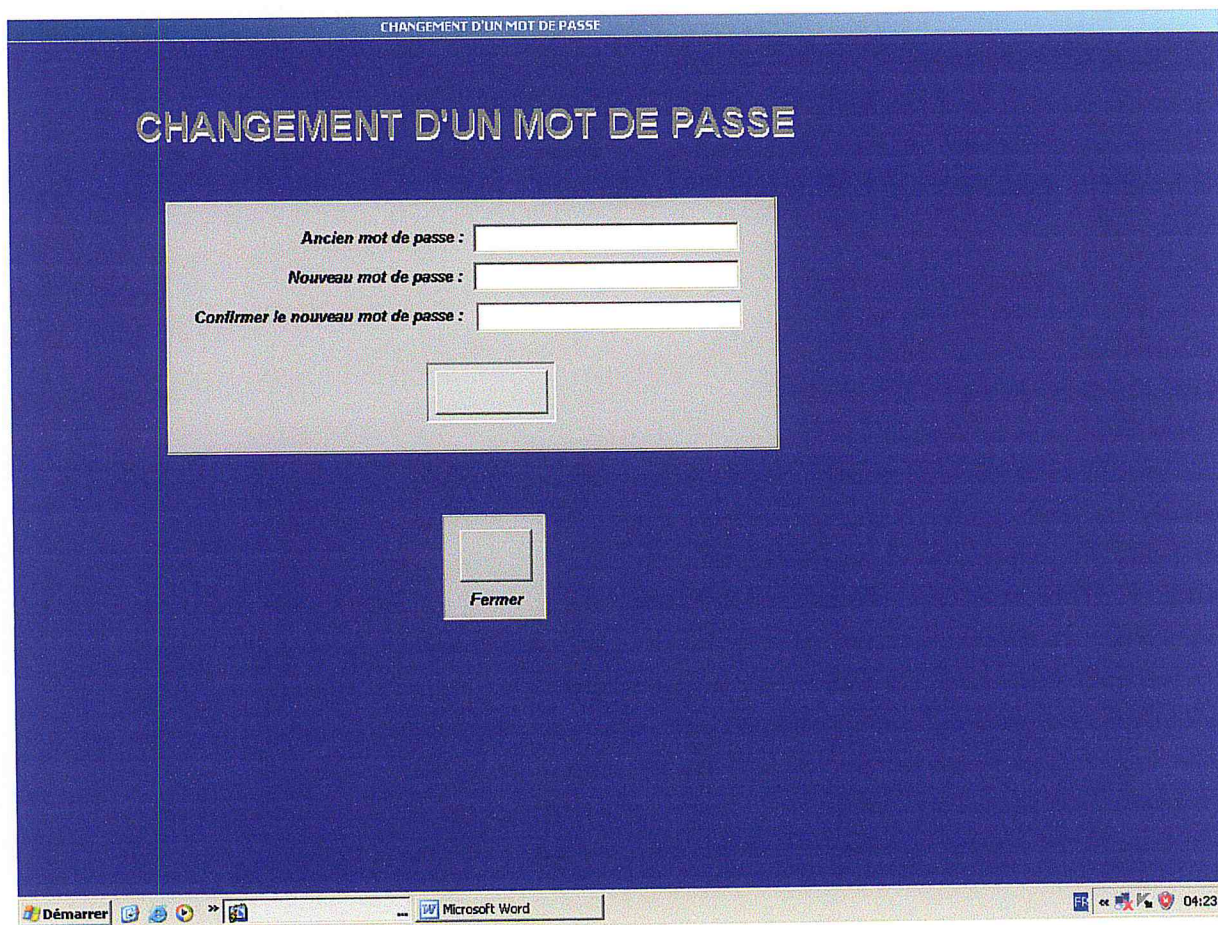 CHANGEMENT D'UN MOT DE PASSE
CHANGEMENT D'UN MOT DE PASSE
Ancien mot de passe :
Nouveau mot de passe :
Confirmer le nouveau mot de passe :
Fermer
Démarrer » ... Microsoft Word FR « 04:23